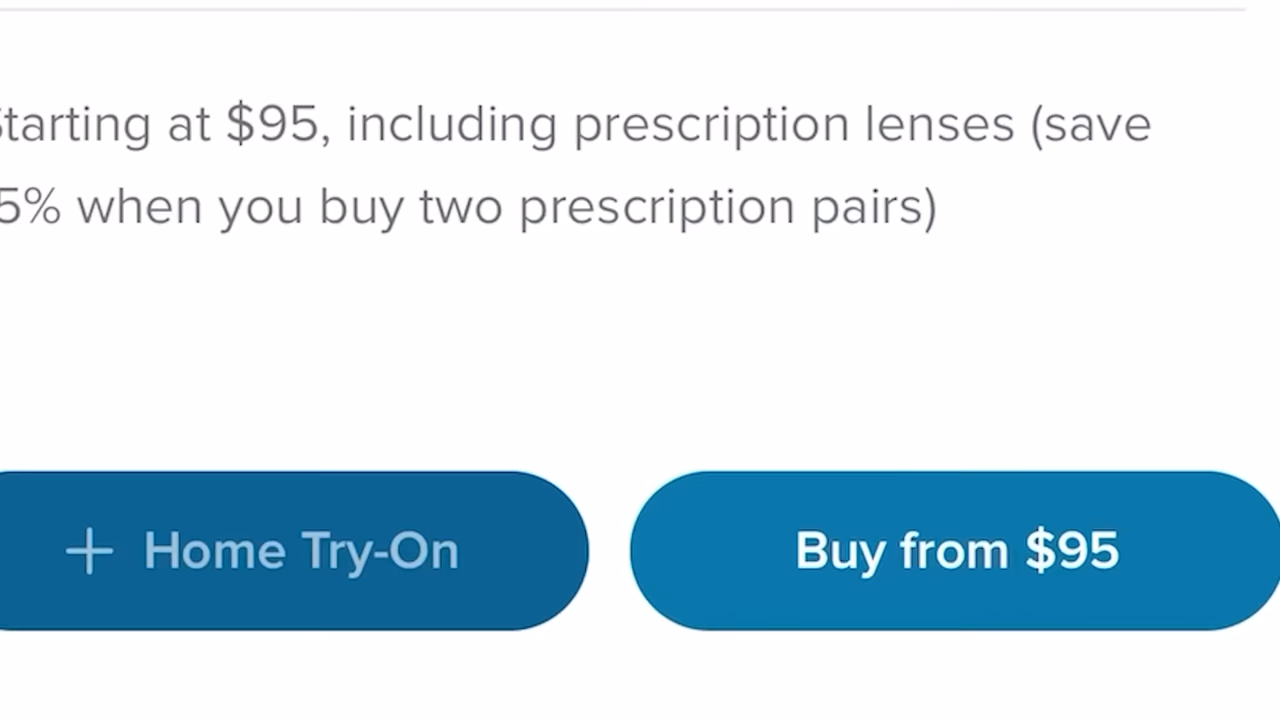 Starting at $95, including prescription lenses (save
5% when you buy two prescription pairs)
+ Home Try-On
Buy from $95